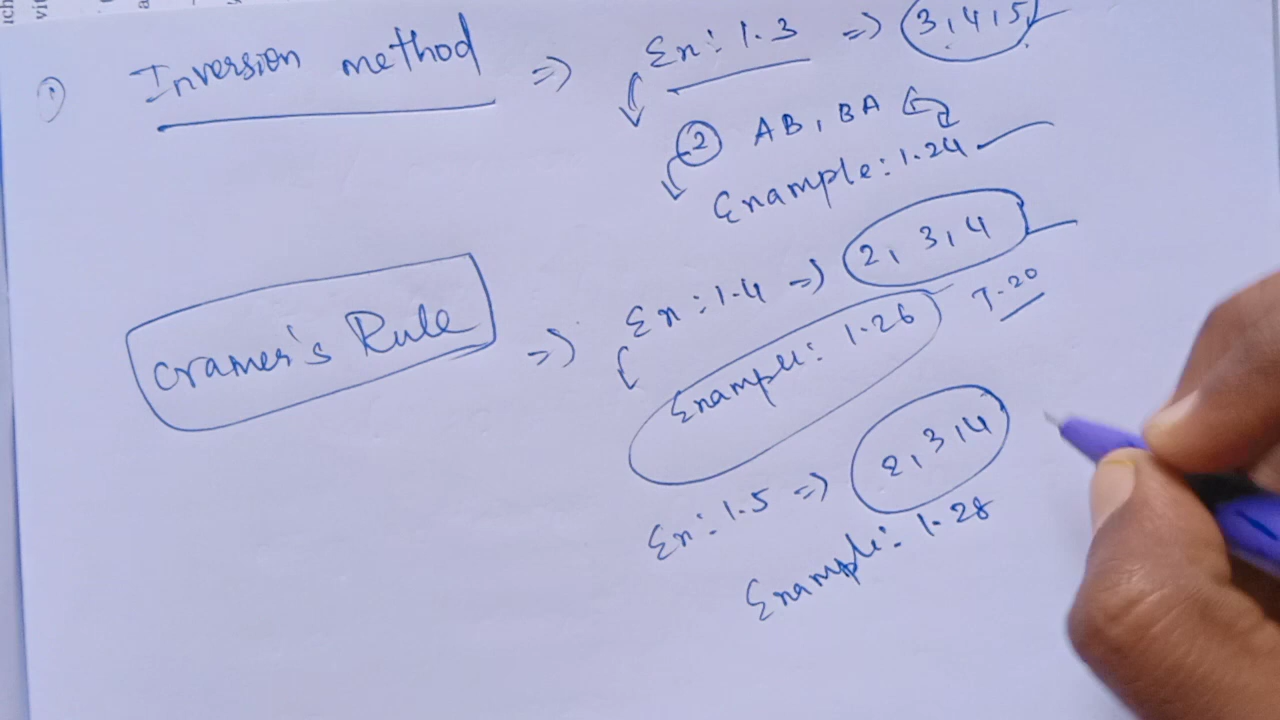 ① Inversion method => Ex: 1.3 => 3, 4, 5
② AB, BA
Example: 1.24
Cramer's Rule => Ex: 1.4 => 2, 3, 4
Example: 1.26 T-20
Ex: 1.5 => 2, 3, 4
Example: 1.28